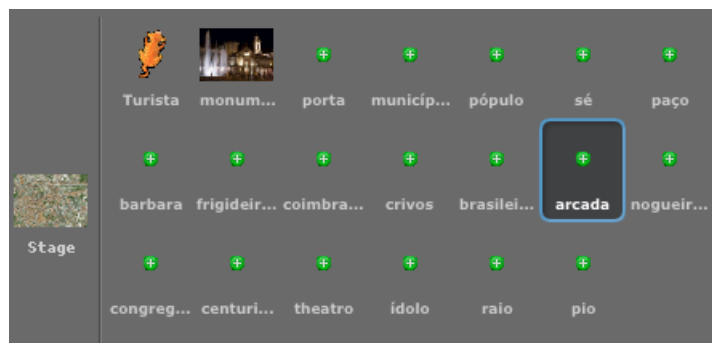 Turista monum... porta municíp... pópulo sé paço
barbara frigideir... coimbra... crivos brasilei... arcada nogueir...
Stage
congreg... centuri... theatro ídolo raio pio